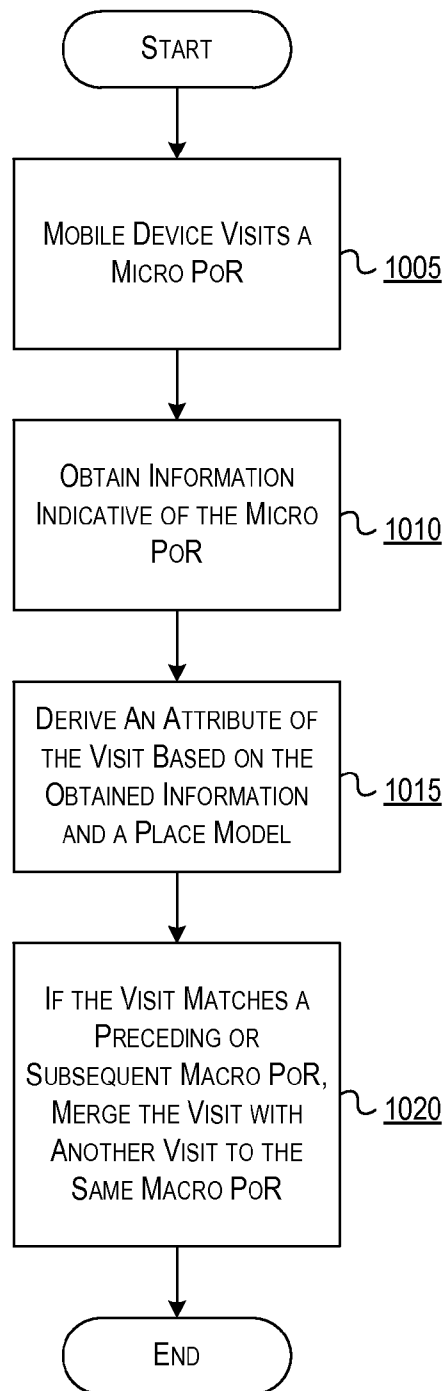 START
MOBILE DEVICE VISITS A
MICRO POR
1005
OBTAIN INFORMATION
INDICATIVE OF THE MICRO
POR
1010
DERIVE AN ATTRIBUTE OF
THE VISIT BASED ON THE
OBTAINED INFORMATION
AND A PLACE MODEL
1015
IF THE VISIT MATCHES A
PRECEDING OR
SUBSEQUENT MACRO POR,
MERGE THE VISIT WITH
ANOTHER VISIT TO THE
SAME MACRO POR
1020
END